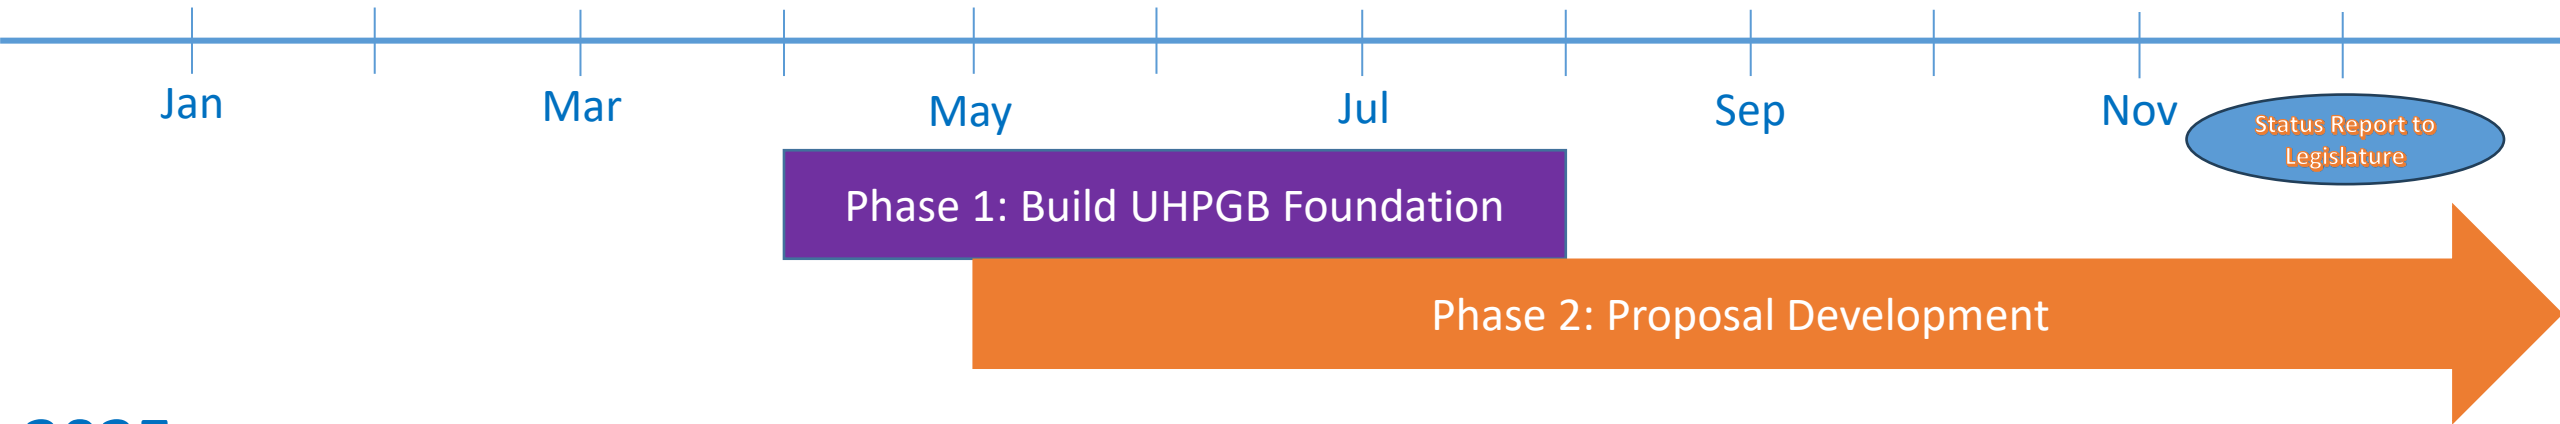 Jan Mar May Jul Sep Nov
Status Report to
Legislature
Phase 1: Build UHPGB Foundation
Phase 2: Proposal Development